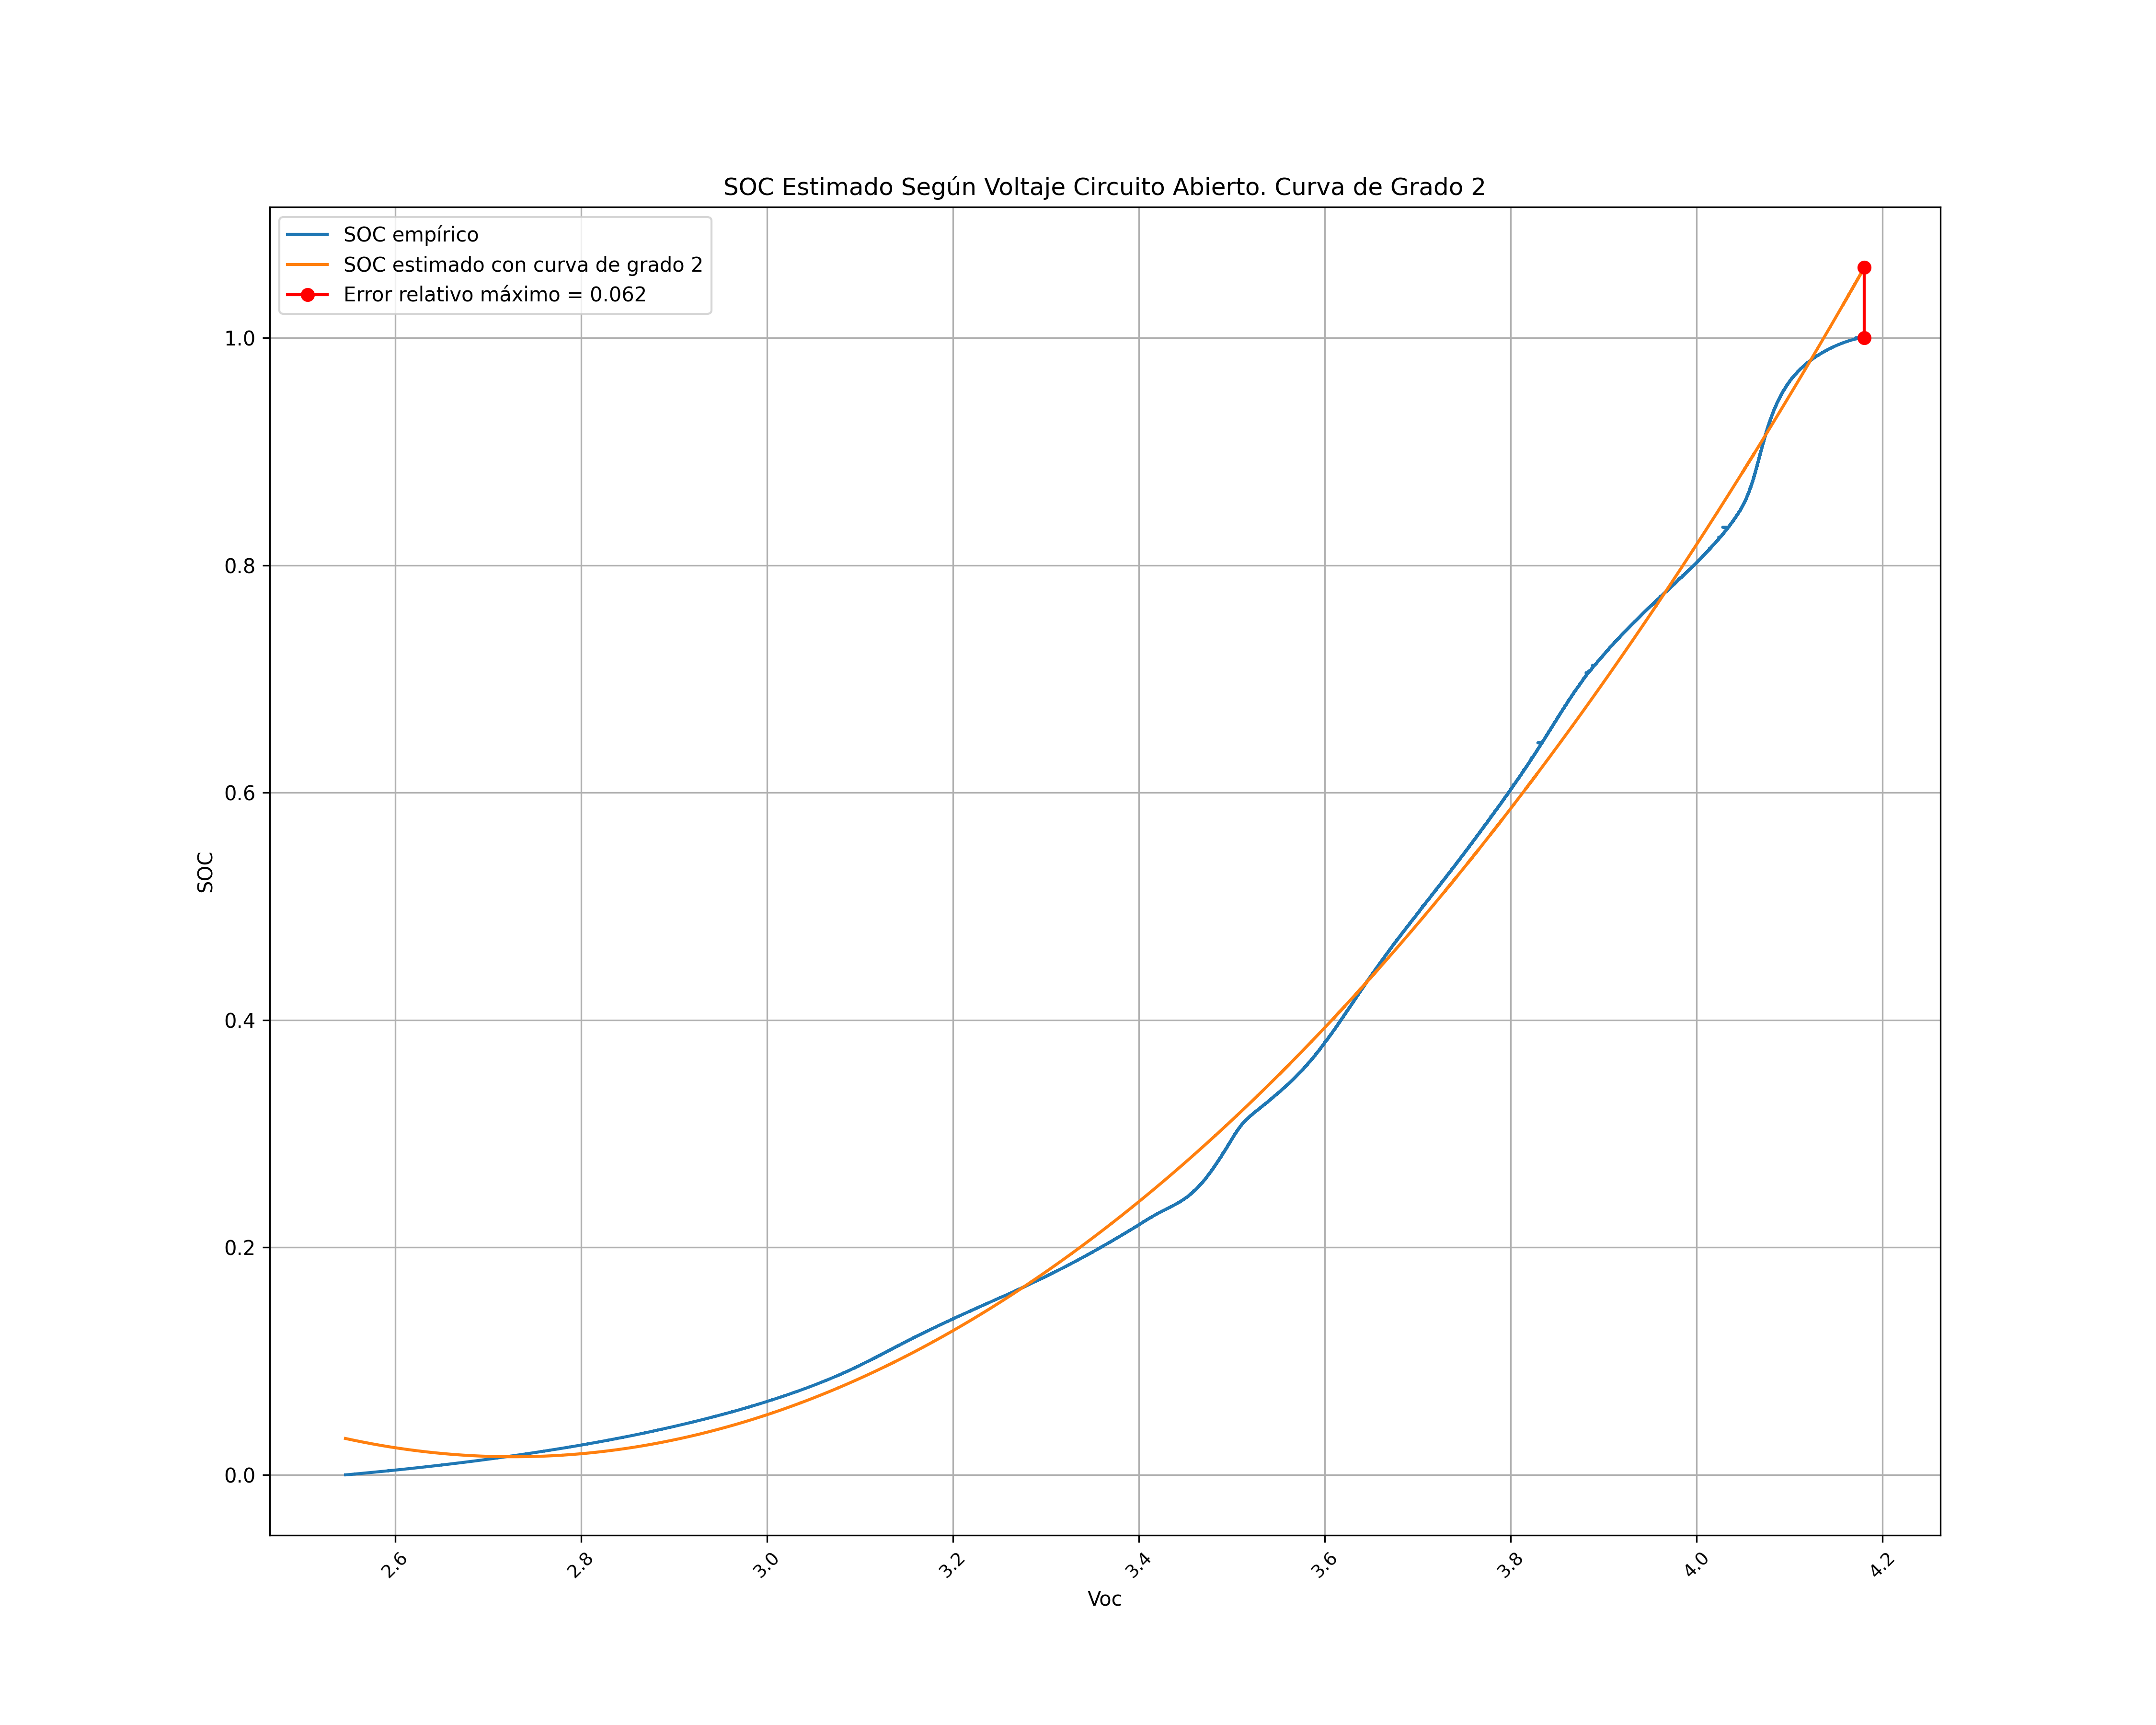 SOC Estimado Según Voltaje Circuito Abierto. Curva de Grado 2
SOC empírico
SOC estimado con curva de grado 2
Error relativo máximo = 0.062
1.0
0.8
0.6
0.4
0.2
0.0
SOC
2.6
2.8
3.0
3.2
3.4
3.6
3.8
4.0
4.2
Voc